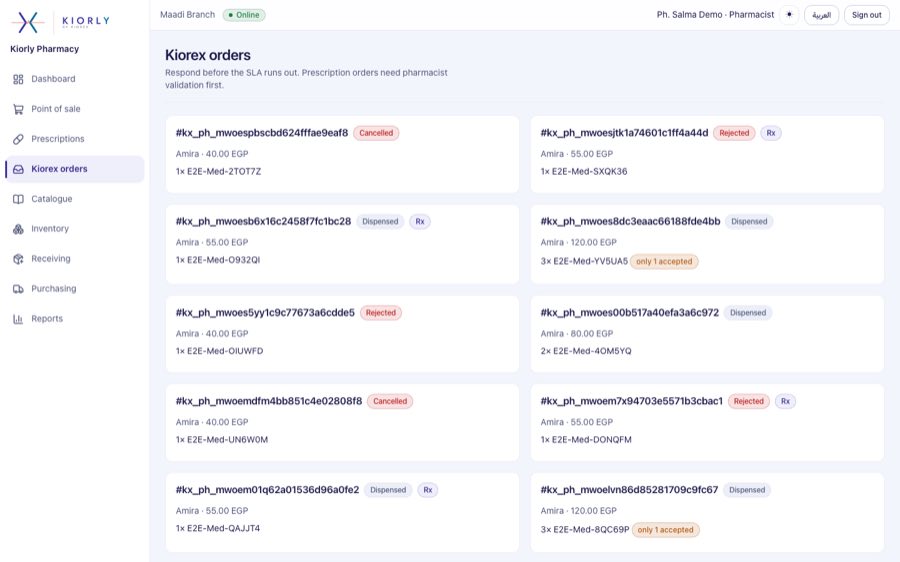 KIORLY
Kiorly Pharmacy
Dashboard
Point of sale
Prescriptions
Kiorex orders
Catalogue
Inventory
Receiving
Purchasing
Reports
Maadi Branch
Online
Ph. Salma Demo · Pharmacist
العربية
Sign out
Kiorex orders
Respond before the SLA runs out. Prescription orders need pharmacist
validation first.
#kx_ph_mwoespbscbd624fffae9eaf8 Cancelled
Amira · 40.00 EGP
1× E2E-Med-2TOT7Z
#kx_ph_mwoesjtk1a74601c1ff4a44d Rejected Rx
Amira · 55.00 EGP
1× E2E-Med-SXQK36
#kx_ph_mwoesb6x16c2458f7fc1bc28 Dispensed Rx
Amira · 55.00 EGP
1× E2E-Med-O932QI
#kx_ph_mwoes8dc3eaac66188fde4bb Dispensed
Amira · 120.00 EGP
3× E2E-Med-YV5UA5 only 1 accepted
#kx_ph_mwoes5yy1c9c77673a6cdde5 Rejected
Amira · 40.00 EGP
1× E2E-Med-OIUWFD
#kx_ph_mwoes00b517a40efa3a6c972 Dispensed
Amira · 80.00 EGP
2× E2E-Med-4OM5YQ
#kx_ph_mwoemdfm4bb851c4e02808f8 Cancelled
Amira · 40.00 EGP
1× E2E-Med-UN6W0M
#kx_ph_mwoem7x94703e5571b3cbac1 Rejected Rx
Amira · 55.00 EGP
1× E2E-Med-DONQFM
#kx_ph_mwoem01q62a01536d96a0fe2 Dispensed Rx
Amira · 55.00 EGP
1× E2E-Med-QAJJT4
#kx_ph_mwoelvn86d85281709c9fc67 Dispensed
Amira · 120.00 EGP
3× E2E-Med-8QC69P only 1 accepted